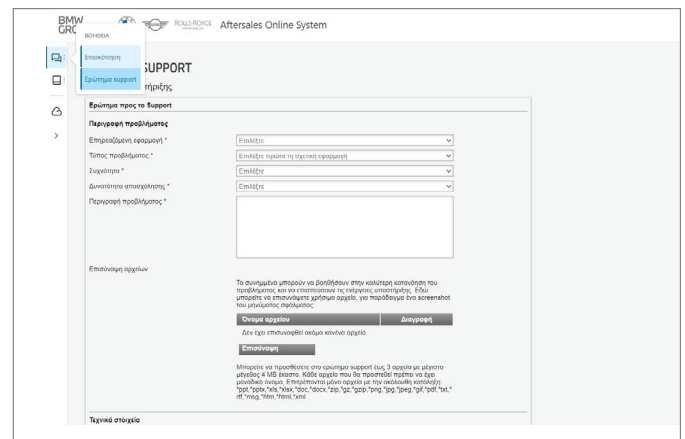 BMW
GRO
ROLLS-ROYCE
Aftersales Online System
ΒΟΗΘΕΙΑ
Επισκόπηση
Ερώτημα support
SUPPORT
τήριξης
Ερώτημα προς το Support
Περιγραφή προβλήματος
Επηρεαζόμενη εφαρμογή *
Επιλέξτε
Τύπος προβλήματος *
Επιλέξτε πρώτα τη σχετική εφαρμογή
Συχνότητα *
Επιλέξτε
Δυνατότητα απασχόλησης *
Επιλέξτε
Περιγραφή προβλήματος *
Επισύναψη αρχείων
Τα συνημμένα μπορούν να βοηθήσουν στην καλύτερη κατανόηση του
προβλήματος και να επισπεύσουν τις ενέργειες υποστήριξης. Εδώ
μπορείτε να επισυνάψετε χρήσιμα αρχεία, για παράδειγμα ένα screenshot
του μηνύματος σφάλματος.
Όνομα αρχείου Διαγραφή
Δεν έχει επισυναφθεί ακόμα κανένα αρχείο.
Επισύναψη
Μπορείτε να προσθέσετε στο ερώτημα support έως 3 αρχεία με μέγιστο
μέγεθος 4 MB έκαστο. Κάθε αρχείο που θα προστεθεί πρέπει να έχει
μοναδικό όνομα. Επιτρέπονται μόνο αρχεία με την ακόλουθη κατάληξη:
*ppt,*pptx,*xls,*xlsx,*doc,*docx,*zip,*gz,*gzip,*png,*jpg,*jpeg,*gif,*pdf,*txt,*
rtf,*msg,*htm,*html,*xml
Τεχνικά στοιχεία